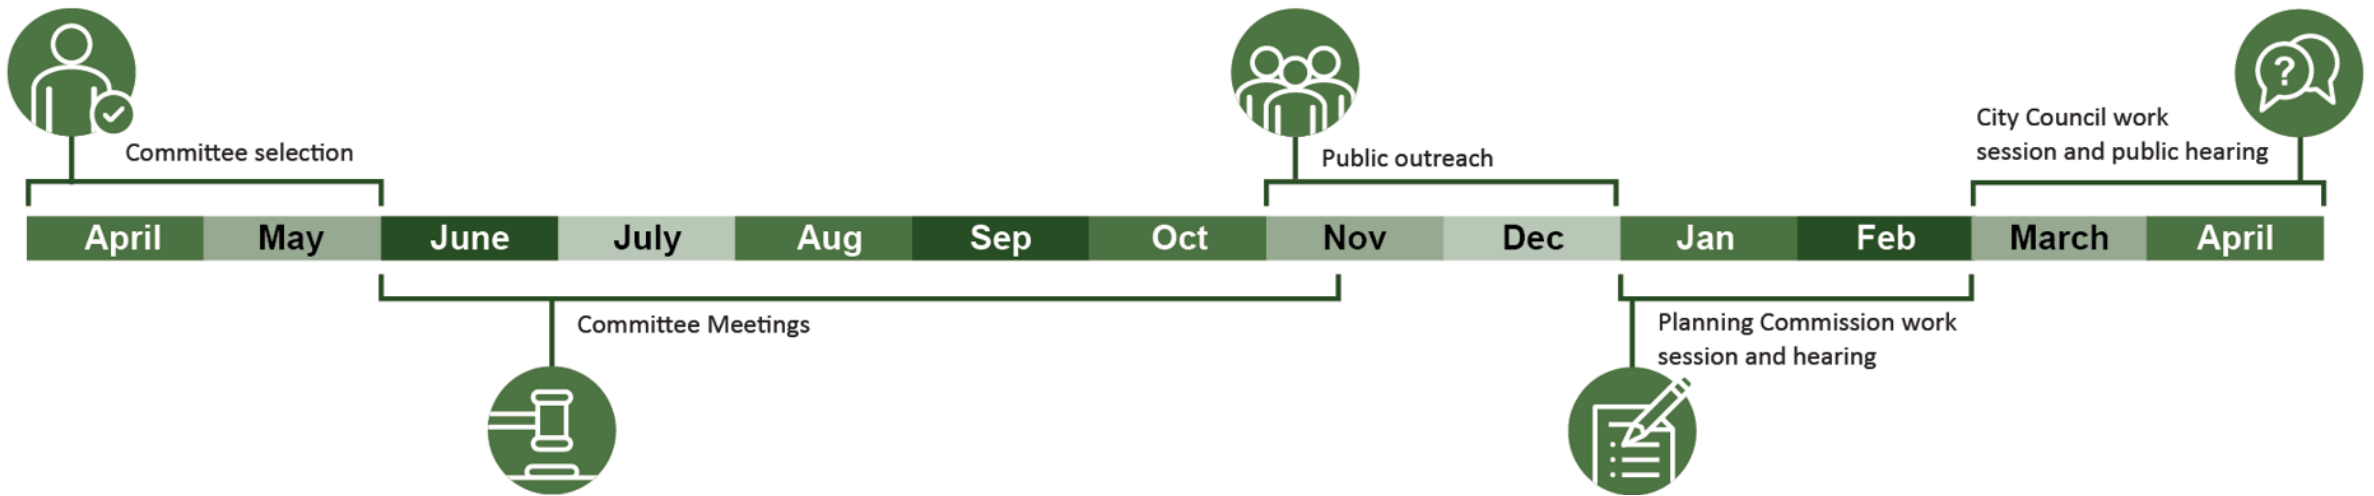 Committee selection
Public outreach
City Council work
session and public hearing
?
April May June July Aug Sep Oct Nov Dec Jan Feb March April
Committee Meetings
Planning Commission work
session and hearing